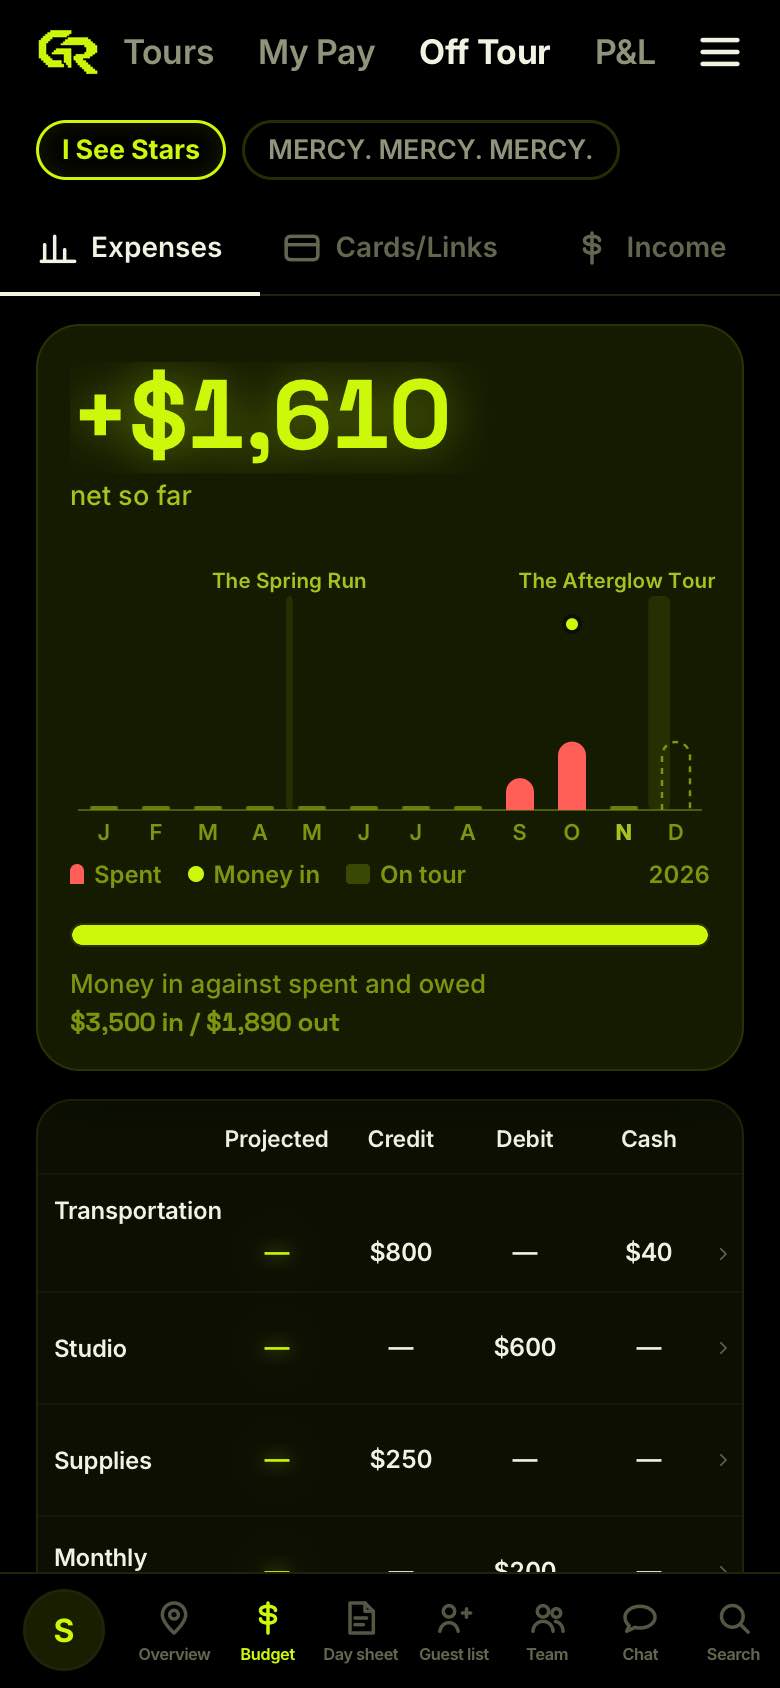 GR Tours My Pay Off Tour P&L
I See Stars MERCY. MERCY. MERCY.
Expenses Cards/Links Income
+$1,610
net so far
The Spring Run The Afterglow Tour
J F M A M J J A S O N D
Spent Money in On tour 2026
Money in against spent and owed
$3,500 in / $1,890 out
Projected Credit Debit Cash
Transportation
— $800 — $40
Studio — — $600 —
Supplies — $250 — —
Monthly
— — $200 —
S
Overview Budget Day sheet Guest list Team Chat Search